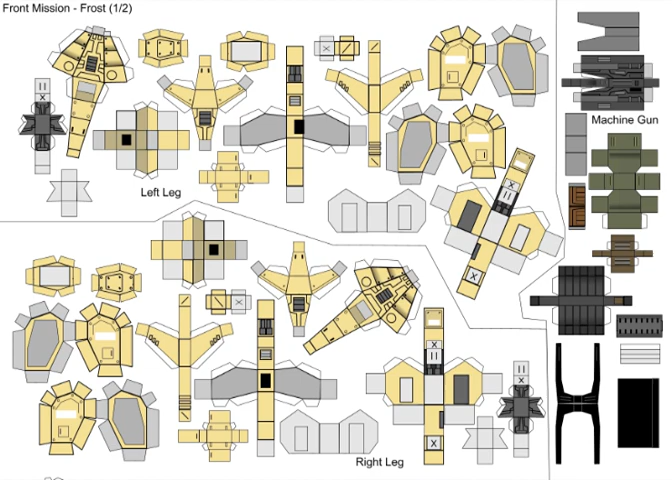 Front Mission - Frost (1/2)
Machine Gun
Left Leg
Right Leg